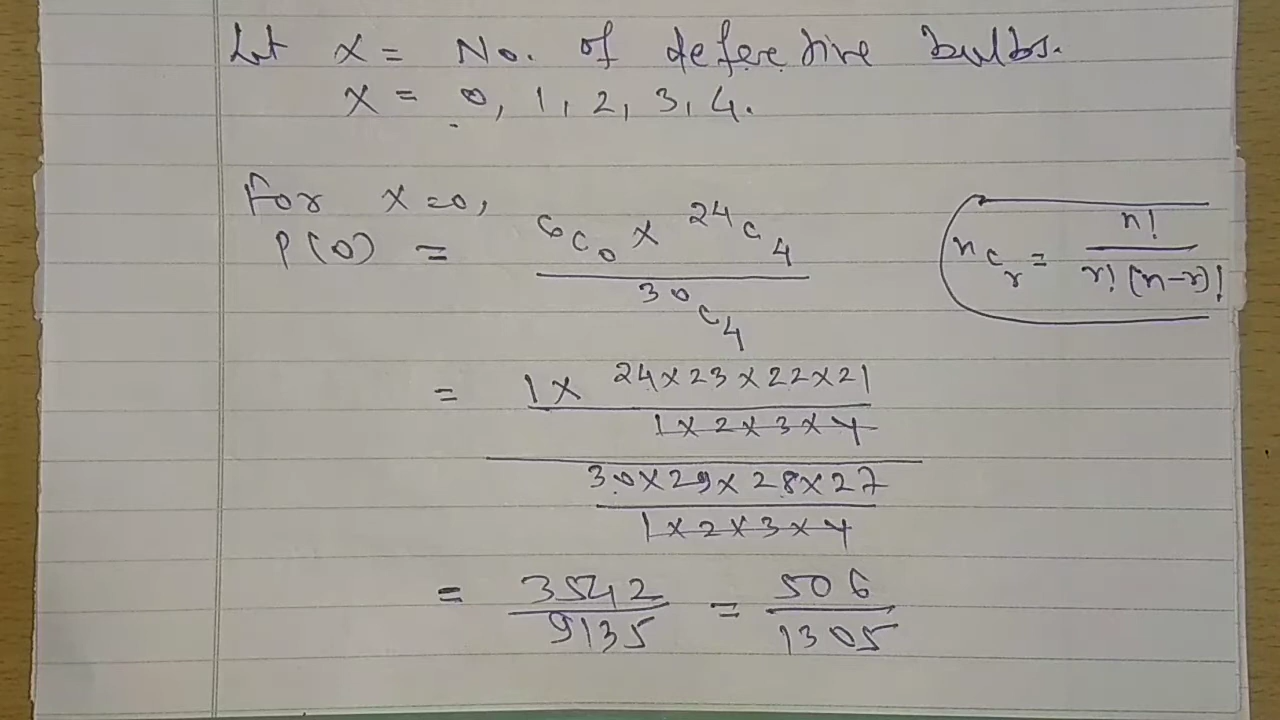 Let x = No. of defective bulbs.
x = 0, 1, 2, 3, 4.
For x=0,
P(0) = ⁶C₀ × ²⁴C₄ / ³⁰C₄
ⁿCᵣ = n! / r! (n-r)!
= 1 × 24×23×22×21
1×2×3×4
30×29×28×27
1×2×3×4
= 3542/9135 = 506/1305